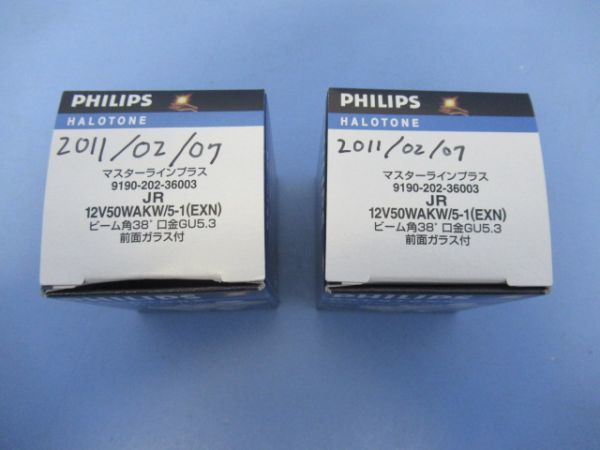 PHILIPS
HALOTONE
2011/02/07
マスターラインプラス
9190-202-36003
JR
12V50WAKW/5-1(EXN)
ビーム角38° 口金GU5.3
前面ガラス付
PHILIPS
PHILIPS
HALOTONE
2011/02/07
マスターラインプラス
9190-202-36003
JR
12V50WAKW/5-1(EXN)
ビーム角38° 口金GU5.3
前面ガラス付
PHILIPS